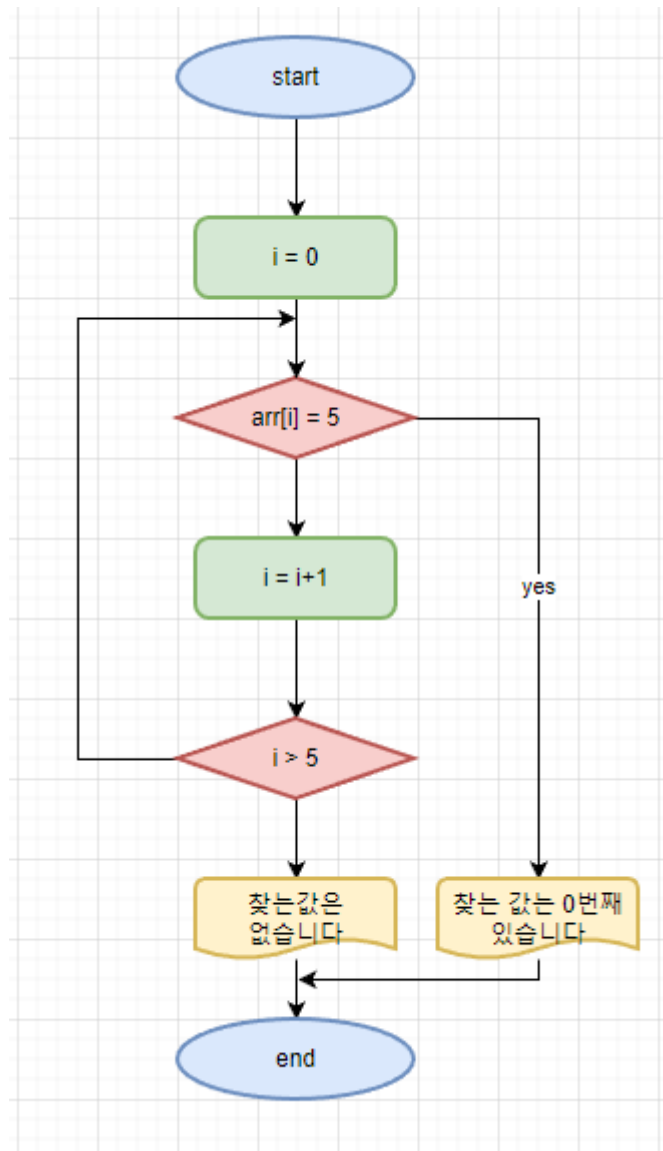 start
i = 0
arr[i] = 5
i = i+1
yes
i > 5
찾는값은
없습니다
찾는 값는 0번째
있습니다
end